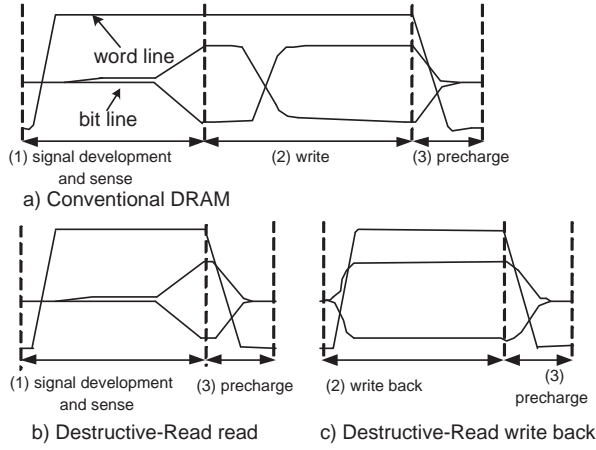 word line
bit line
(1) signal development
and sense
(2) write
(3) precharge
a) Conventional DRAM
(1) signal development
and sense
(3) precharge
b) Destructive-Read read
(2) write back
(3)
precharge
c) Destructive-Read write back